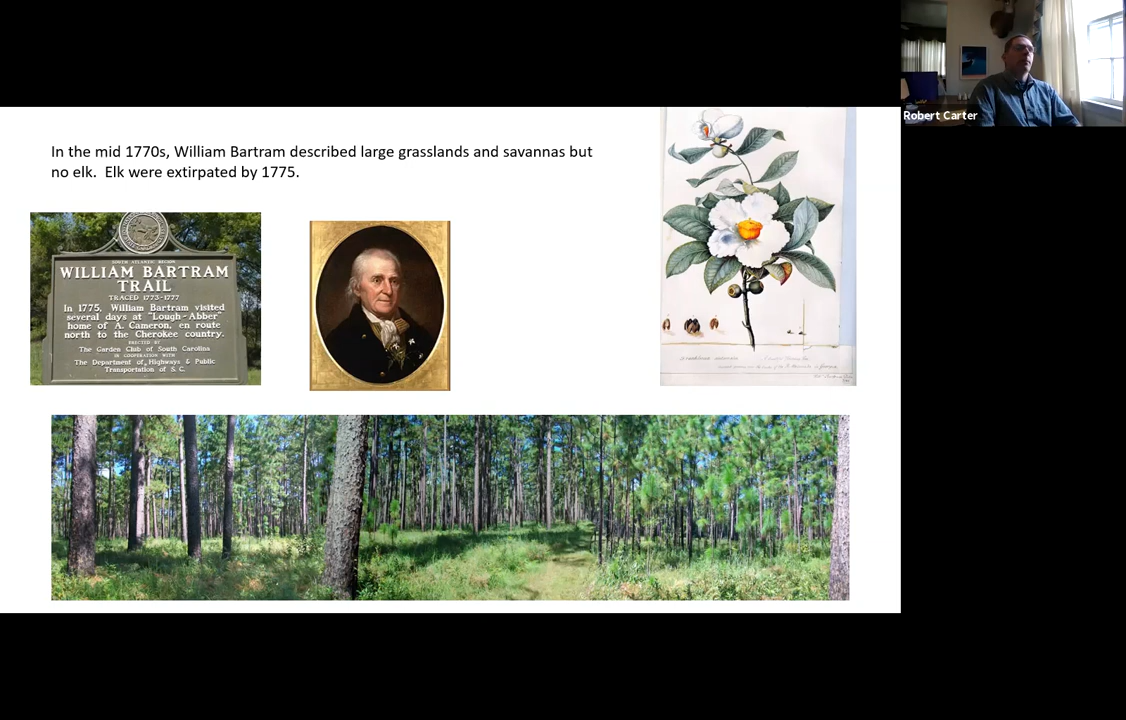 Robert Carter
In the mid 1770s, William Bartram described large grasslands and savannas but
no elk.  Elk were extirpated by 1775.
SOUTH ATLANTIC REGION
WILLIAM BARTRAM
TRAIL
TRACED 1773-1777
In 1775, William Bartram visited
several days at "Lough-Abber"
home of A. Cameron, en route
north to the Cherokee country.
ERECTED BY
The Garden Club of South Carolina
IN COOPERATION WITH
The Department of Highways & Public
Transportation of S. C.